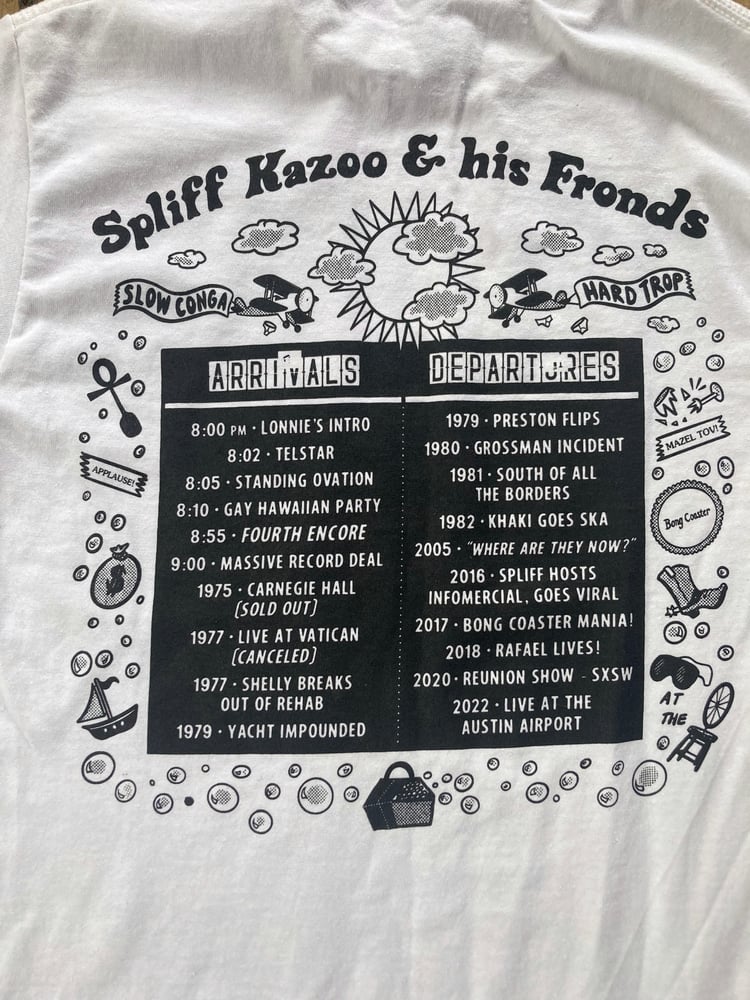 Spliff Kazoo & his Fronds
SLOW CONGA
HARD TROP
ARRIVALS
8:00 PM · LONNIE'S INTRO
8:02 · TELSTAR
8:05 · STANDING OVATION
8:10 · GAY HAWAIIAN PARTY
8:55 · FOURTH ENCORE
9:00 · MASSIVE RECORD DEAL
1975 · CARNEGIE HALL
(SOLD OUT)
1977 · LIVE AT VATICAN
(CANCELED)
1977 · SHELLY BREAKS
OUT OF REHAB
1979 · YACHT IMPOUNDED
DEPARTURES
1979 · PRESTON FLIPS
1980 · GROSSMAN INCIDENT
1981 · SOUTH OF ALL
THE BORDERS
1982 · KHAKI GOES SKA
2005 · "WHERE ARE THEY NOW?"
2016 · SPLIFF HOSTS
INFOMERCIAL, GOES VIRAL
2017 · BONG COASTER MANIA!
2018 · RAFAEL LIVES!
2020 · REUNION SHOW - SXSW
2022 · LIVE AT THE
AUSTIN AIRPORT
APPLAUSE!
$
MAZEL TOV!
Bong Coaster
AT
THE